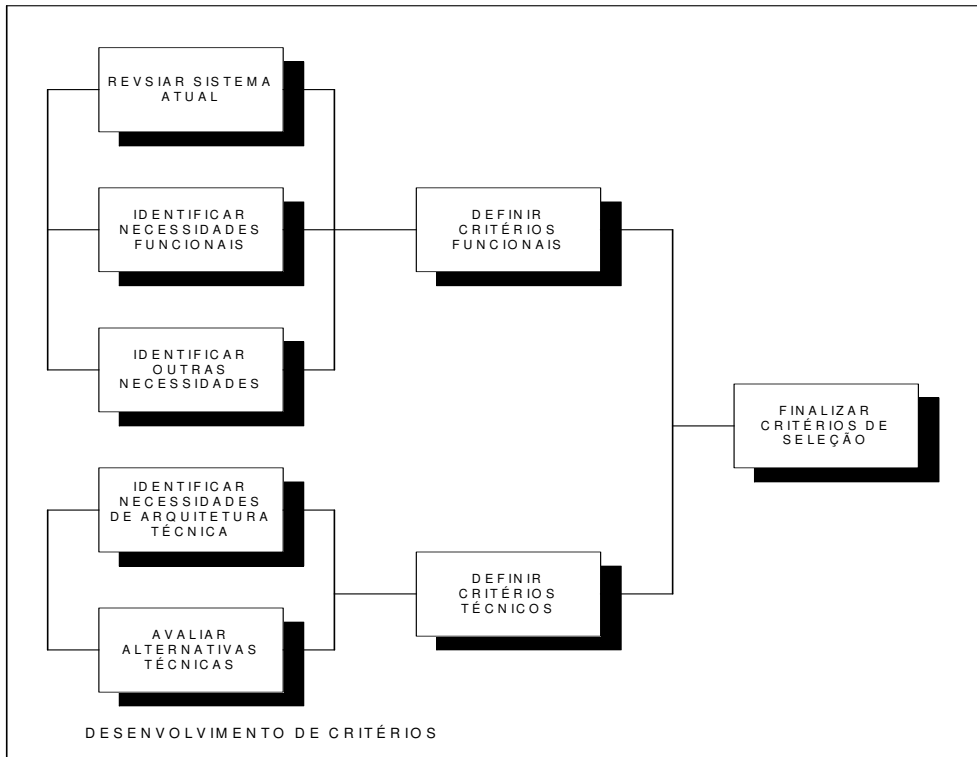 REVSIAR SISTEMA
ATUAL
IDENTIFICAR
NECESSIDADES
FUNCIONAIS
IDENTIFICAR
OUTRAS
NECESSIDADES
IDENTIFICAR
NECESSIDADES
DE ARQUITETURA
TÉCNICA
AVALIAR
ALTERNATIVAS
TÉCNICAS
DEFINIR
CRITÉRIOS
FUNCIONAIS
DEFINIR
CRITÉRIOS
TÉCNICOS
FINALIZAR
CRITÉRIOS DE
SELEÇÃO
DESENVOLVIMENTO DE CRITÉRIOS